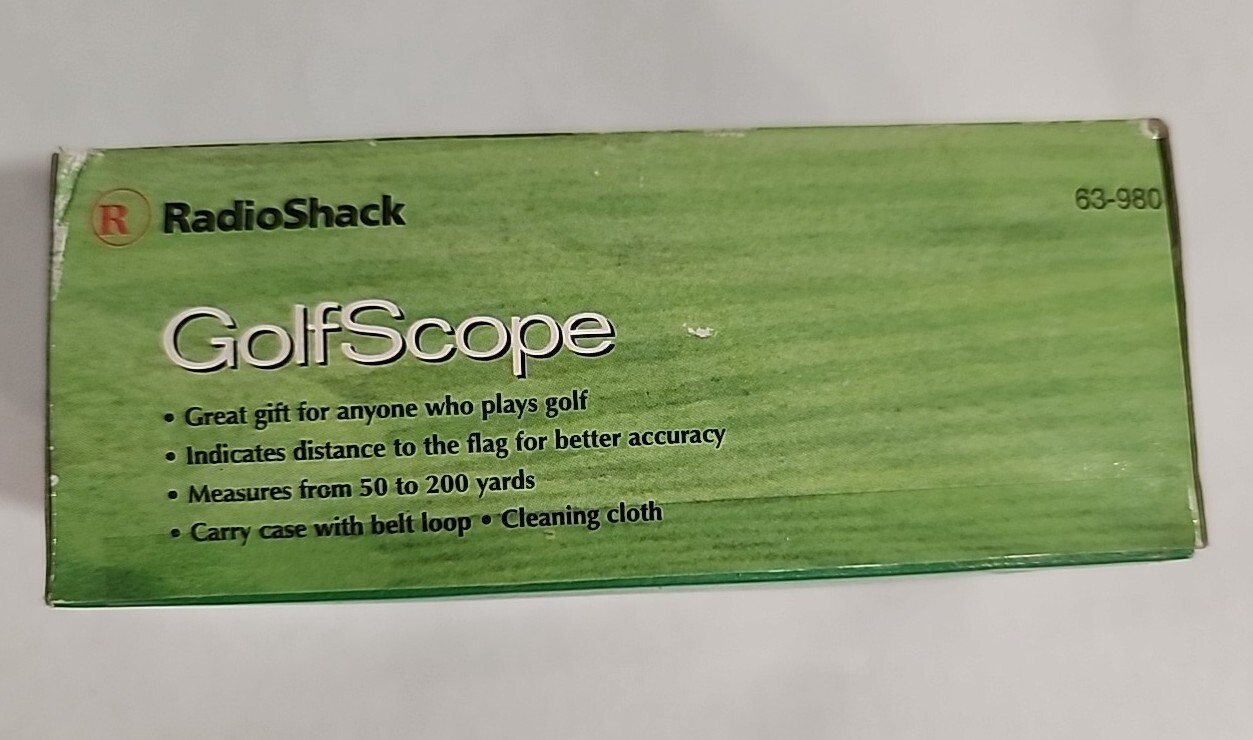 R RadioShack
63-980
GolfScope
• Great gift for anyone who plays golf
• Indicates distance to the flag for better accuracy
• Measures from 50 to 200 yards
• Carry case with belt loop • Cleaning cloth